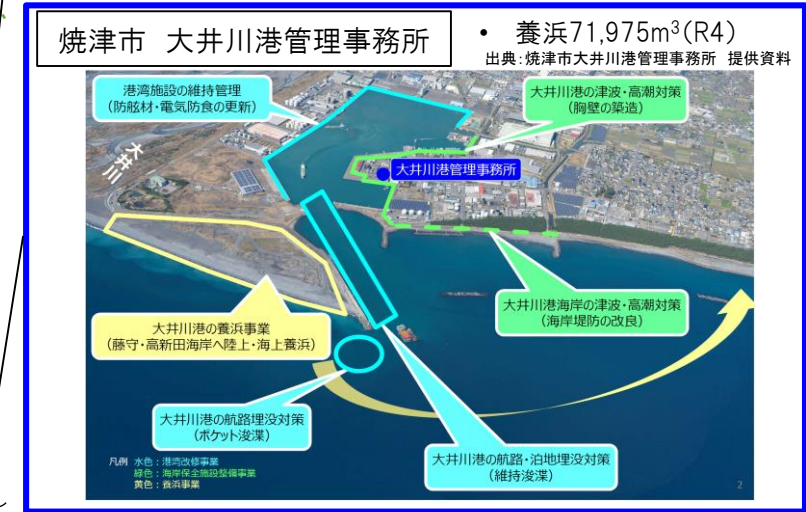 焼津市 大井川港管理事務所
• 養浜71,975m³(R4)
出典:焼津市大井川港管理事務所 提供資料
港湾施設の維持管理
(防舷材・電気防食の更新)
大井川港の津波・高潮対策
(胸壁の築造)
大井川
大井川港管理事務所
大井川港海岸の津波・高潮対策
(海岸堤防の改良)
大井川港の養浜事業
(藤守・高新田海岸へ陸上・海上養浜)
大井川港の航路埋没対策
(ポケット浚渫)
大井川港の航路・泊地埋没対策
(維持浚渫)
凡例 水色:港湾改修事業
緑色:海岸保全施設整備事業
黄色:養浜事業
2